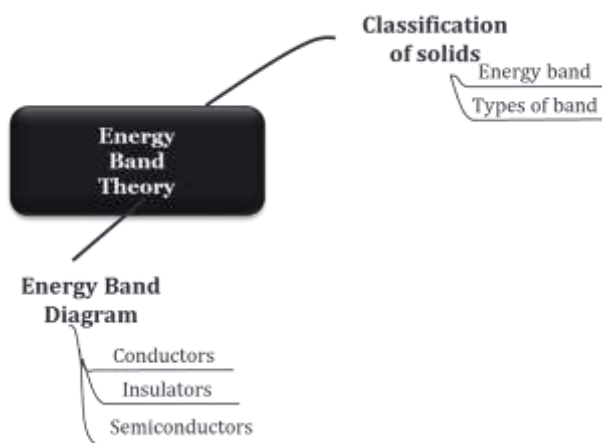 Classification
of solids
Energy band
Types of band
Energy
Band
Theory
Energy Band
Diagram
Conductors
Insulators
Semiconductors